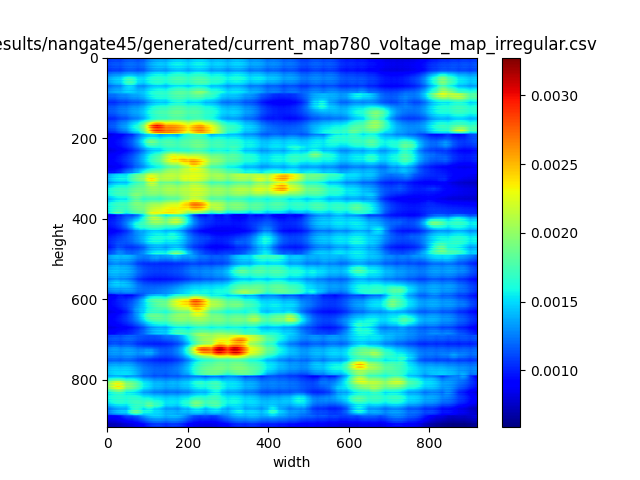 esults/nangate45/generated/current_map780_voltage_map_irregular.csv
0
200
400
600
800
height
0 200 400 600 800
width
0.0030
0.0025
0.0020
0.0015
0.0010